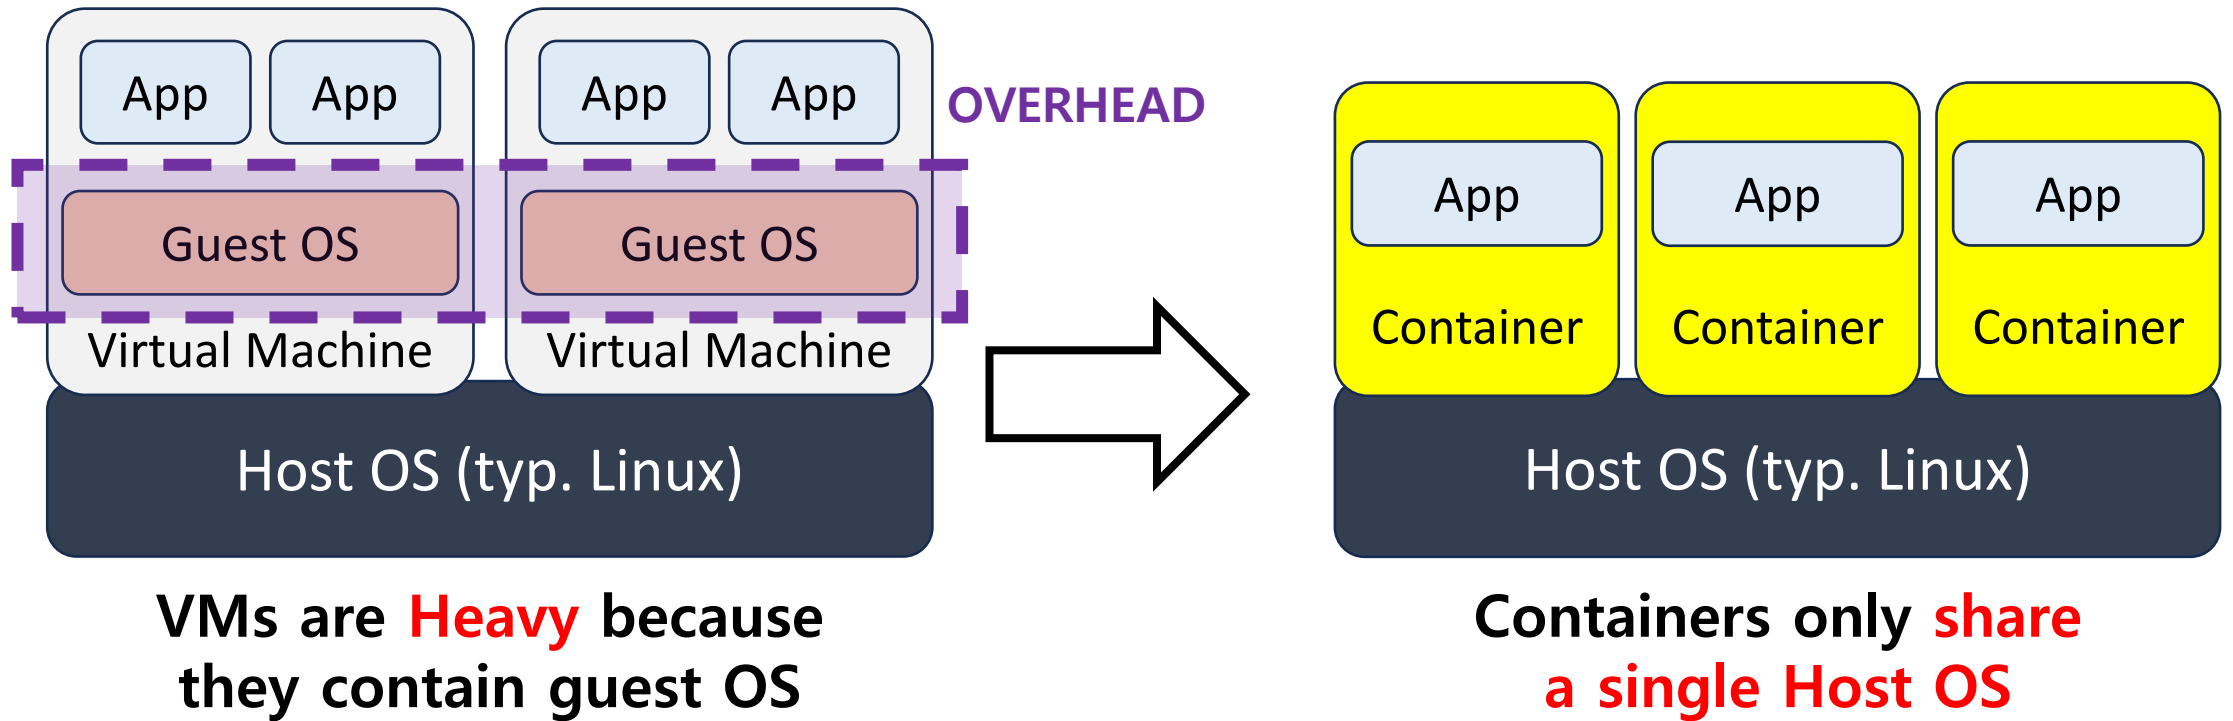 App App App App
OVERHEAD
Guest OS Guest OS
Virtual Machine Virtual Machine
Host OS (typ. Linux)
VMs are Heavy because
they contain guest OS
App App App
Container Container Container
Host OS (typ. Linux)
Containers only share
a single Host OS